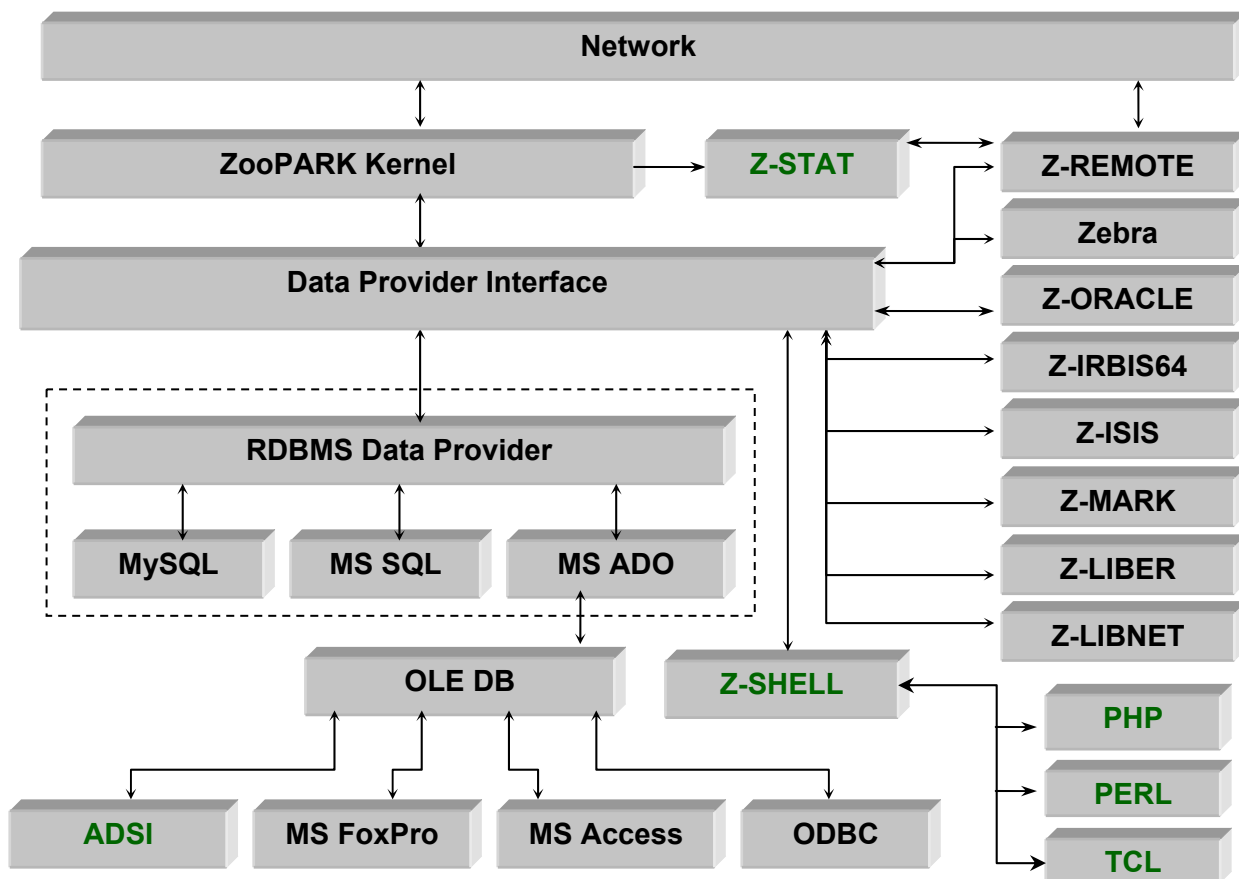 Network
ZooPARK Kernel
Z-STAT
Z-REMOTE
Zebra
Data Provider Interface
Z-ORACLE
Z-IRBIS64
Z-ISIS
RDBMS Data Provider
Z-MARK
MySQL
MS SQL
MS ADO
Z-LIBER
Z-LIBNET
OLE DB
Z-SHELL
PHP
PERL
ADSI
MS FoxPro
MS Access
ODBC
TCL